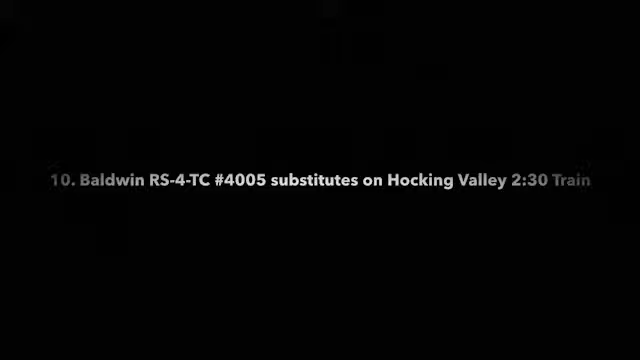 10. Baldwin RS-4-TC #4005 substitutes on Hocking Valley 2:30 Train.